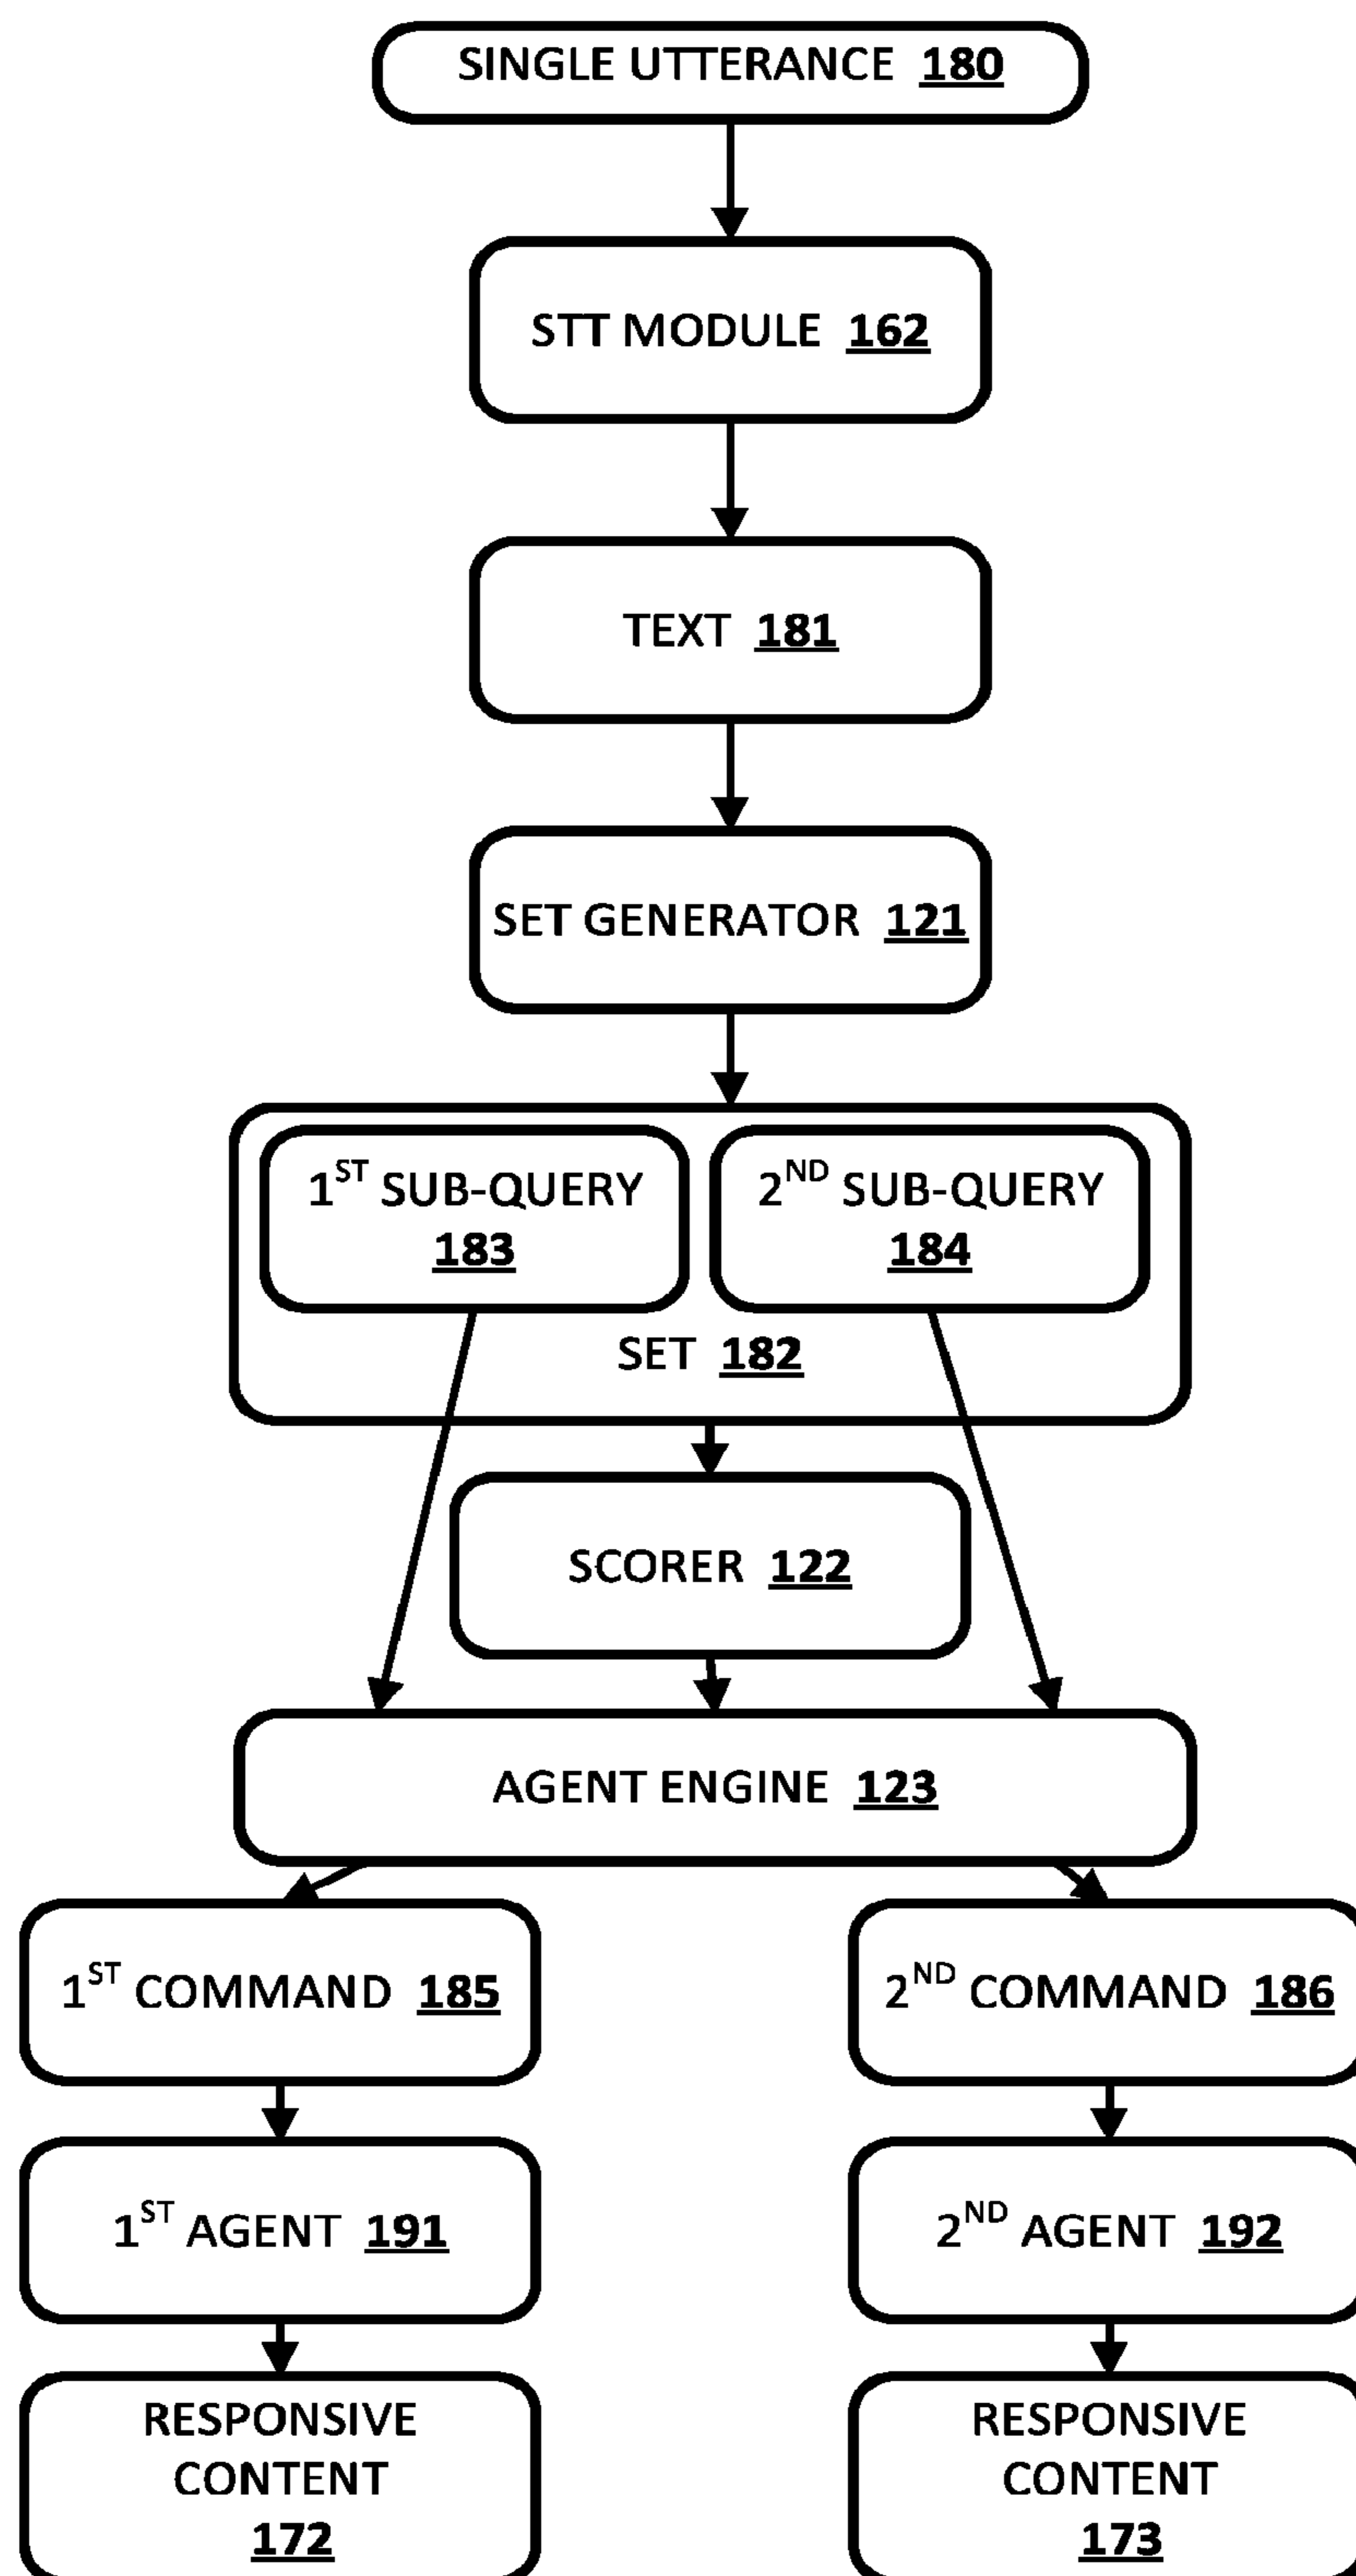 SINGLE UTTERANCE 180
STT MODULE 162
TEXT 181
SET GENERATOR 121
1ST SUB-QUERY
183
2ND SUB-QUERY
184
SET 182
SCORER 122
AGENT ENGINE 123
1ST COMMAND 185
2ND COMMAND 186
1ST AGENT 191
2ND AGENT 192
RESPONSIVE
CONTENT
172
RESPONSIVE
CONTENT
173